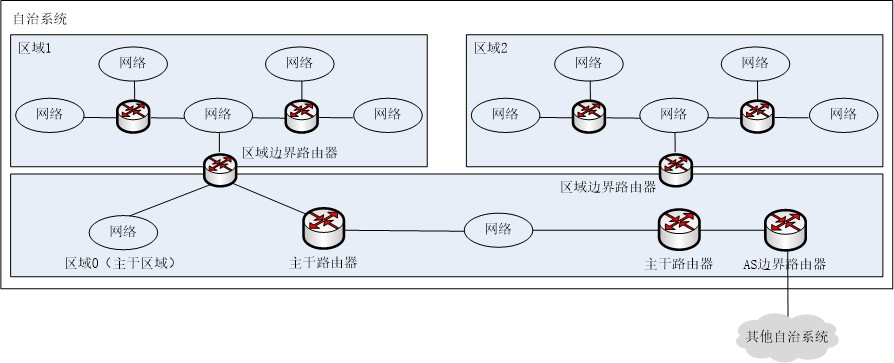 自治系统
区域1
区域2
网络
网络
网络
网络
网络
网络
网络
网络
网络
网络
区域边界路由器
区域边界路由器
网络
网络
区域0（主干区域）
主干路由器
主干路由器
AS边界路由器
其他自治系统